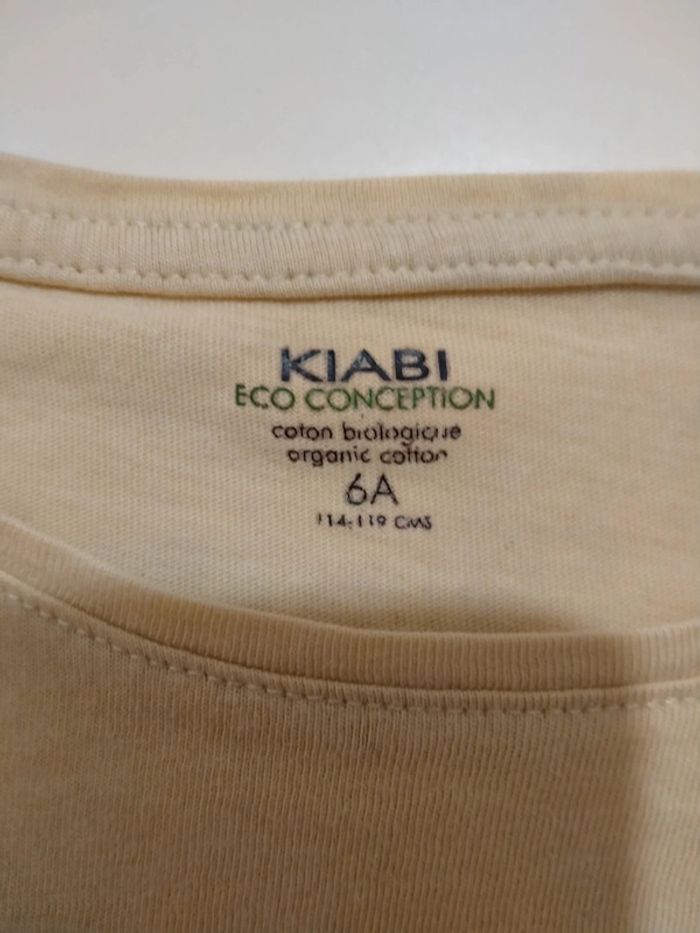 KIABI
ECO CONCEPTION
coton biologique
organic cotton
6A
114-119 CMS